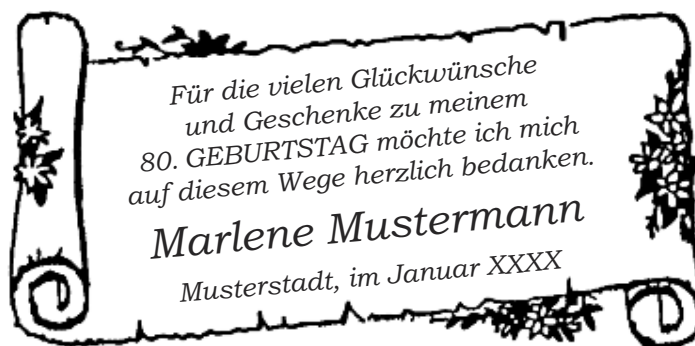 Für die vielen Glückwünsche
und Geschenke zu meinem
80. GEBURTSTAG möchte ich mich
auf diesem Wege herzlich bedanken.
Marlene Mustermann
Musterstadt, im Januar XXXX